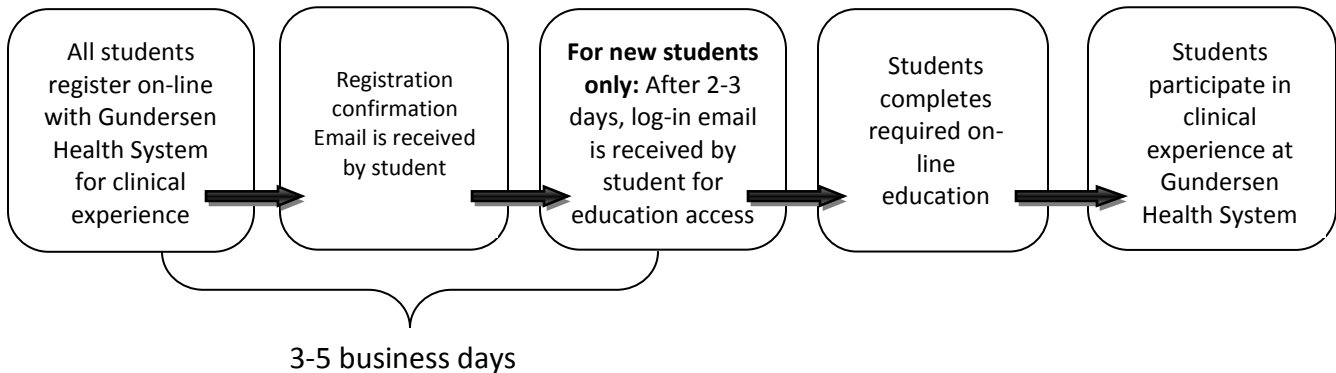 All students
register on-line
with Gundersen
Health System
for clinical
experience
Registration
confirmation
Email is received
by student
For new students
only: After 2-3
days, log-in email
is received by
student for
education access
Students
completes
required on-
line
education
Students
participate in
clinical
experience at
Gundersen
Health System
3-5 business days